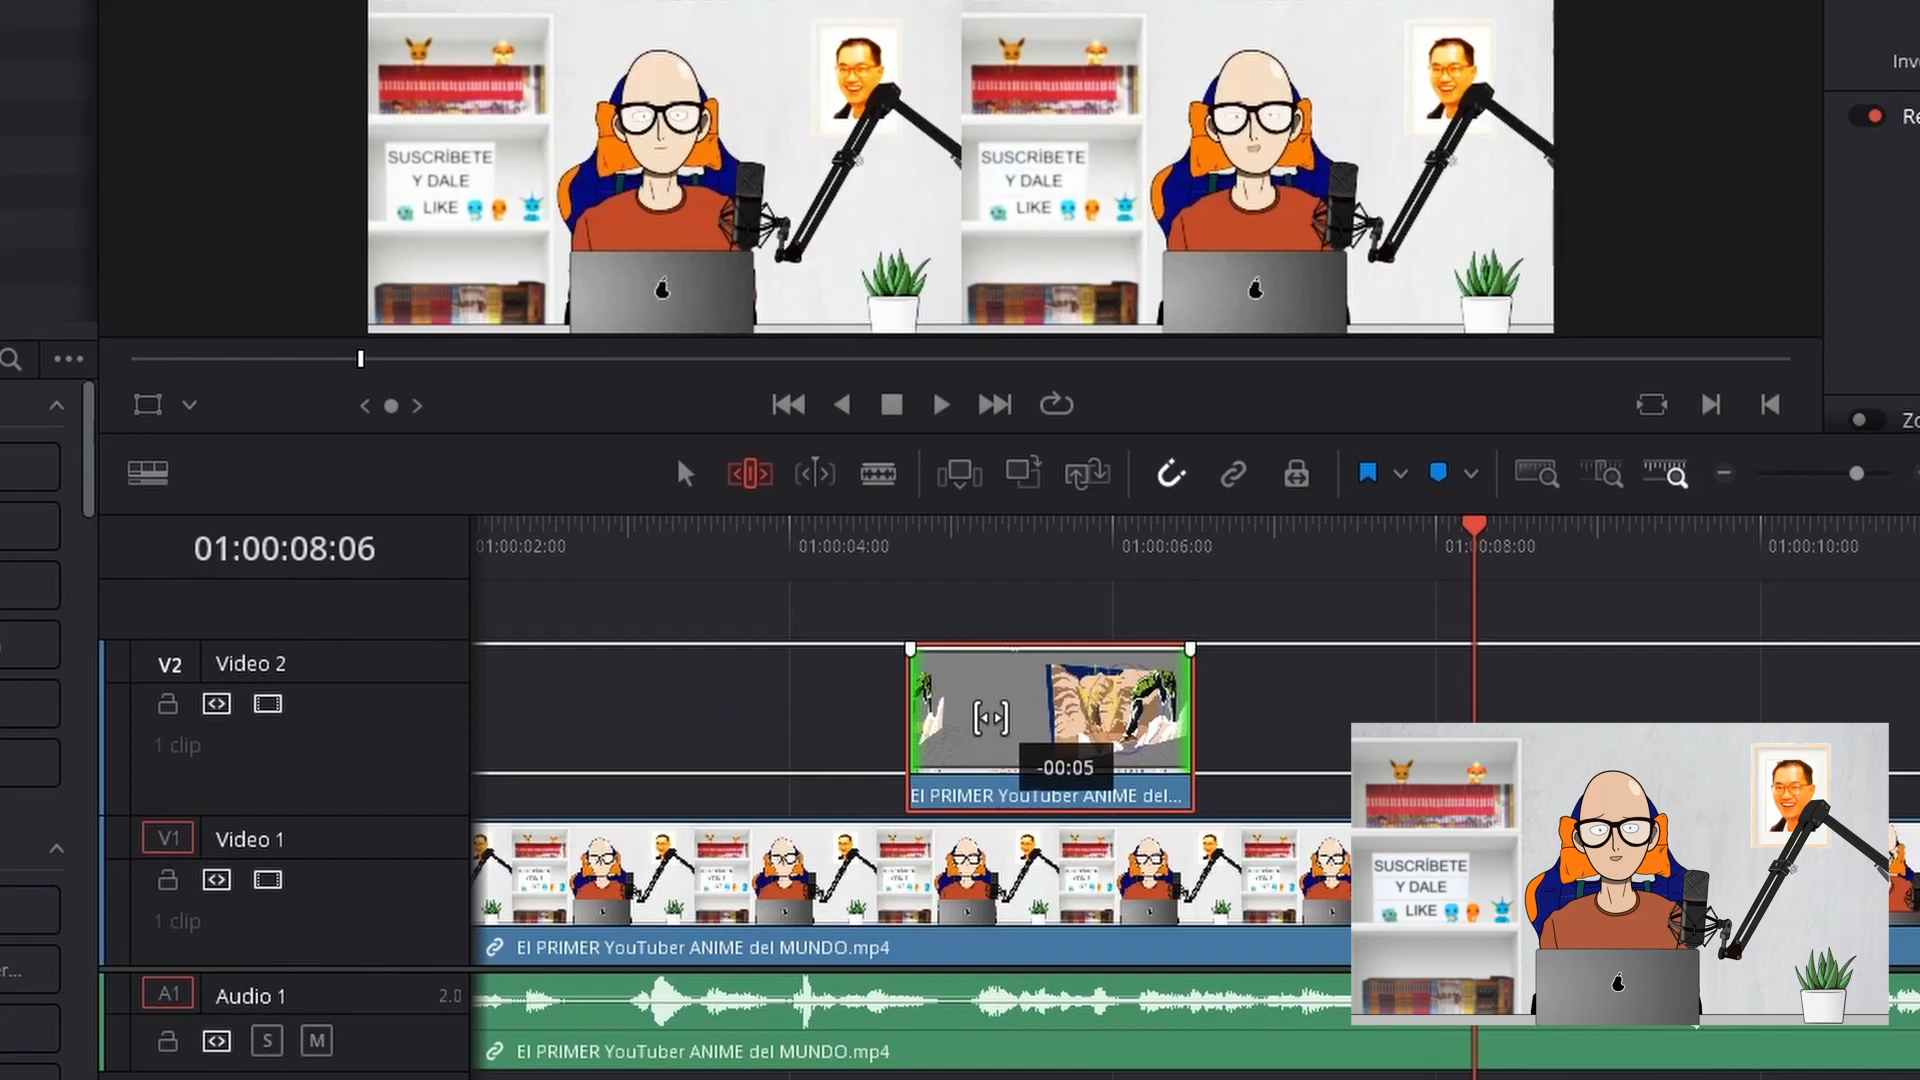 SUSCRÍBETE
Y DALE
LIKE
SUSCRÍBETE
Y DALE
LIKE
01:00:08:06
01:00:02:00
01:00:04:00
01:00:06:00
01:00:08:00
01:00:10:00
V2
Video 2
1 clip
-00:05
El PRIMER YouTuber ANIME del...
V1
Video 1
1 clip
El PRIMER YouTuber ANIME del MUNDO.mp4
SUSCRÍBETE
Y DALE
LIKE
A1
Audio 1
2.0
S
M
El PRIMER YouTuber ANIME del MUNDO.mp4